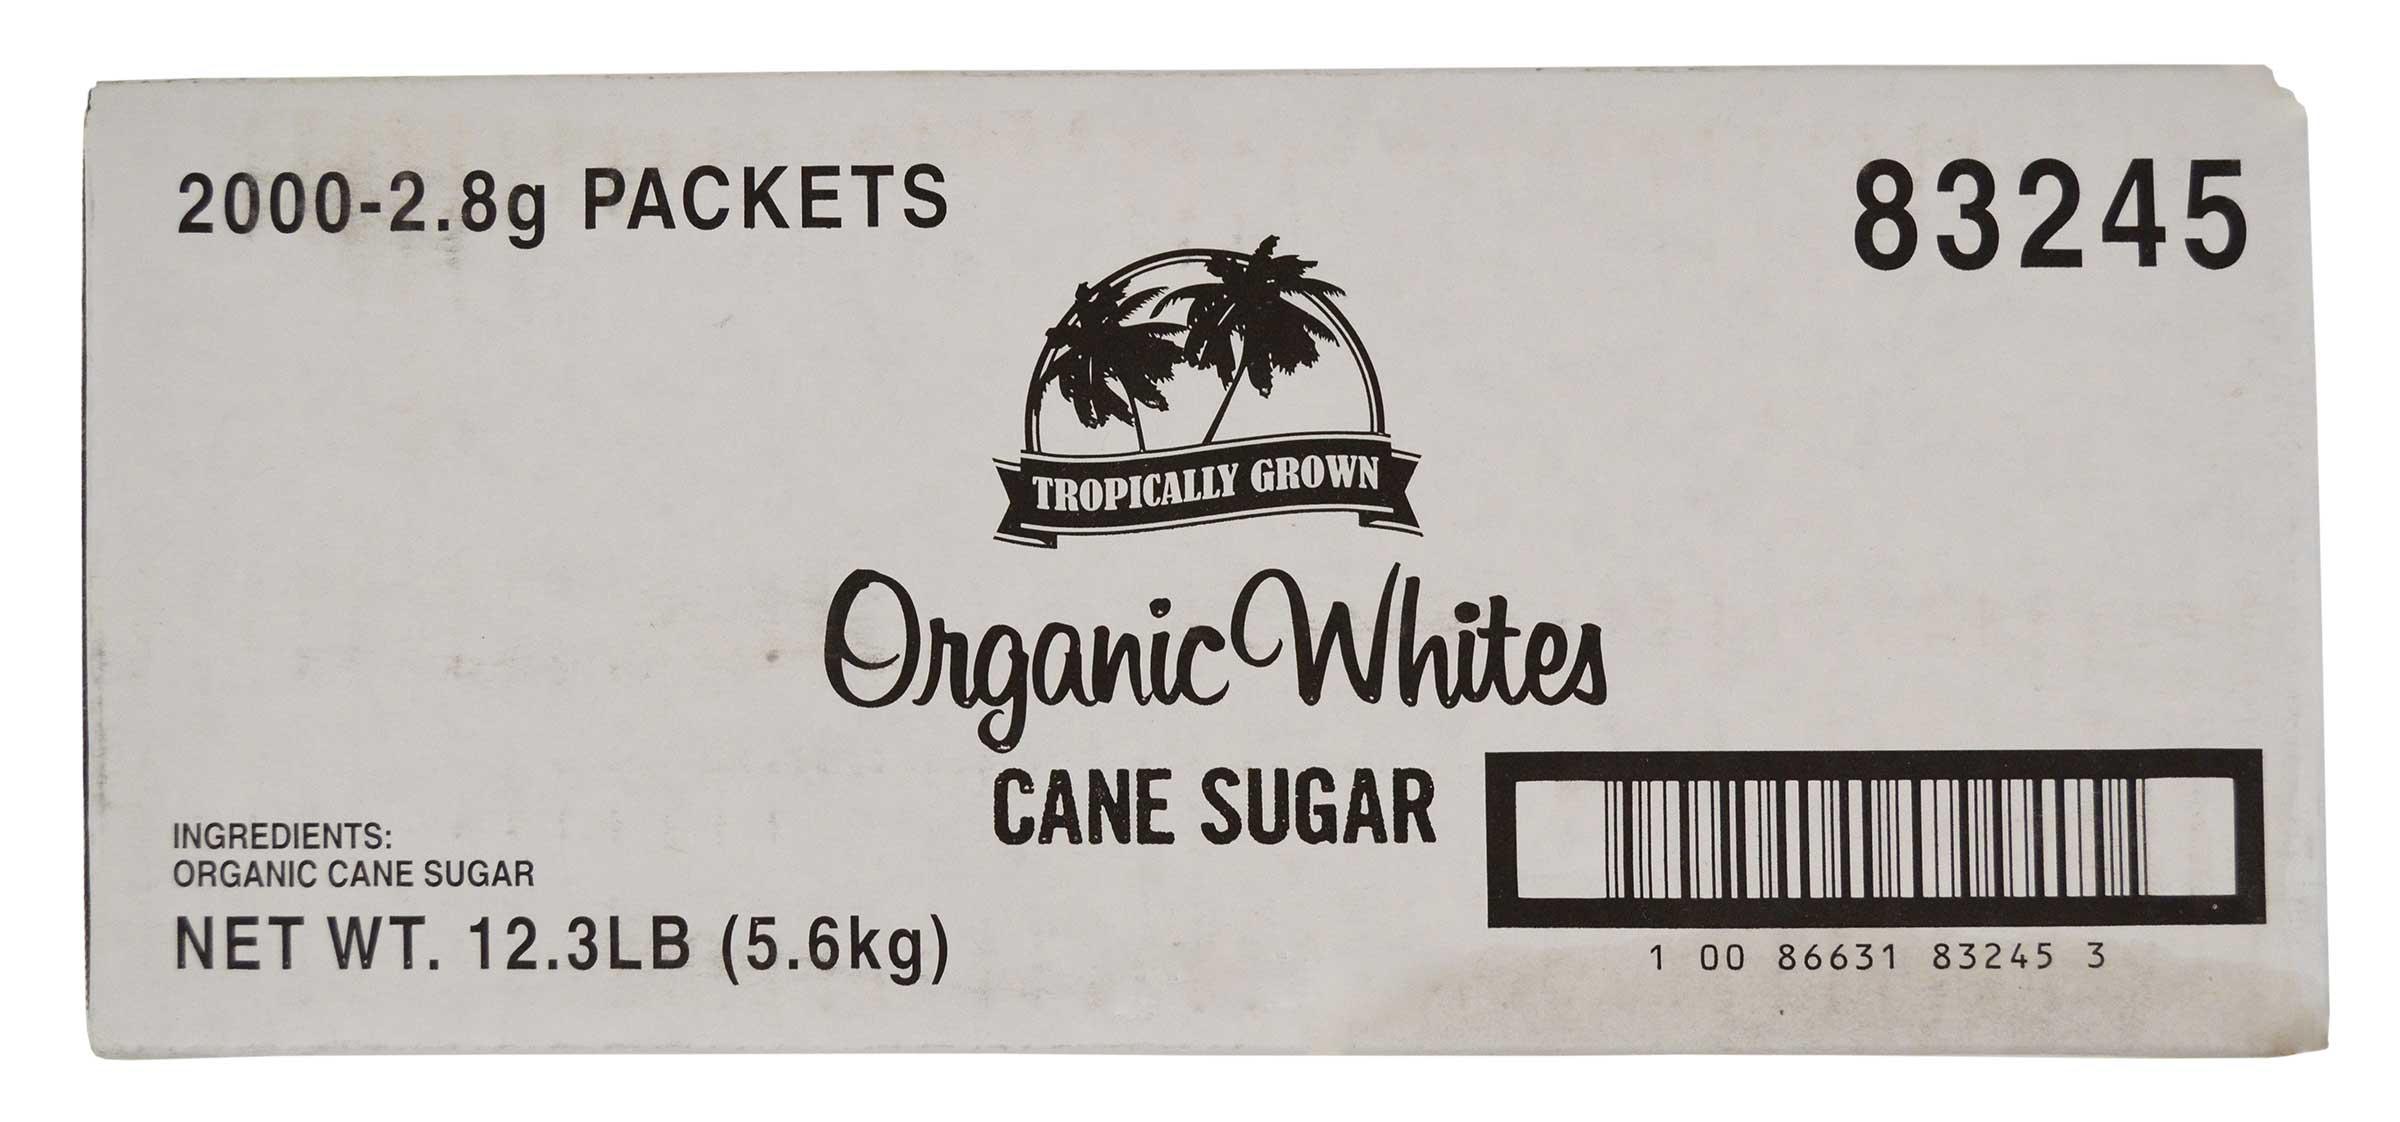 2000-2.8g PACKETS
83245
TROPICALLY GROWN
Organic Whites
CANE SUGAR
INGREDIENTS:
ORGANIC CANE SUGAR
NET WT. 12.3LB (5.6kg)
1 00 86631 83245 3